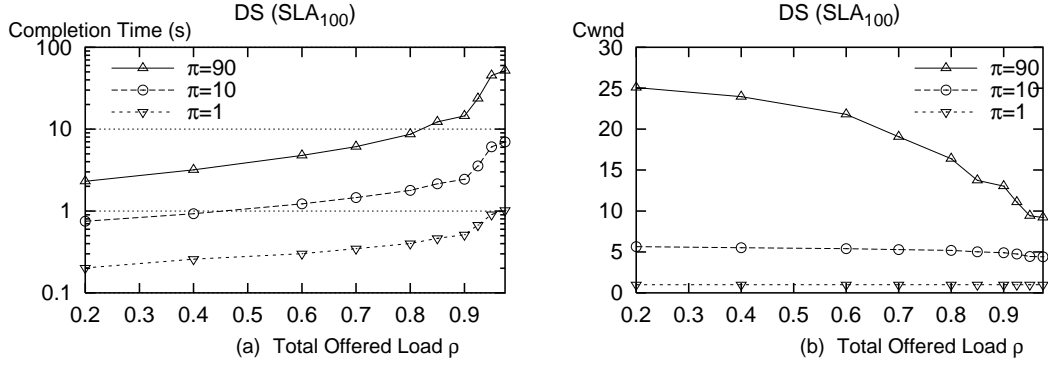 DS (SLA100)
Completion Time (s)
100
10
1
0.1
π=90
π=10
π=1
0.2 0.3 0.4 0.5 0.6 0.7 0.8 0.9
(a) Total Offered Load ρ
DS (SLA100)
Cwnd
30
25
20
15
10
5
0
π=90
π=10
π=1
0.2 0.3 0.4 0.5 0.6 0.7 0.8 0.9
(b) Total Offered Load ρ